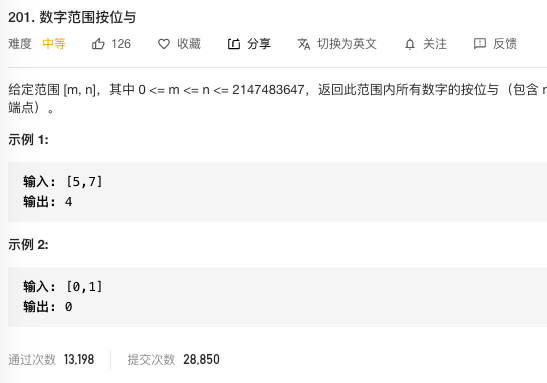 201. 数字范围按位与
难度 中等 126 收藏 分享 切换为英文 关注 反馈
给定范围 [m, n]，其中 0 <= m <= n <= 2147483647，返回此范围内所有数字的按位与（包含
端点）。
示例 1:
输入: [5,7]
输出: 4
示例 2:
输入: [0,1]
输出: 0
通过次数 13,198 提交次数 28,850